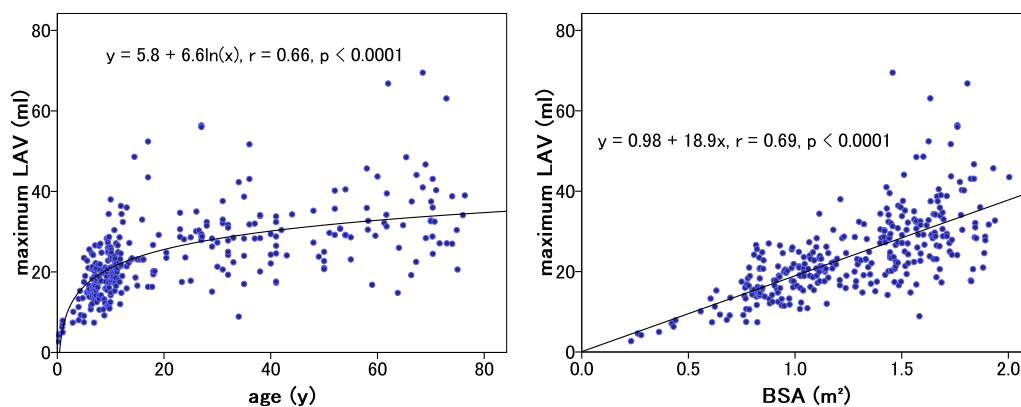 y = 5.8 + 6.6ln(x), r = 0.66, p < 0.0001
maximum LAV (ml)
80
60
40
20
0
0 20 40 60 80
age (y)
y = 0.98 + 18.9x, r = 0.69, p < 0.0001
maximum LAV (ml)
80
60
40
20
0
0 0.5 1.0 1.5 2.0
BSA (m²)